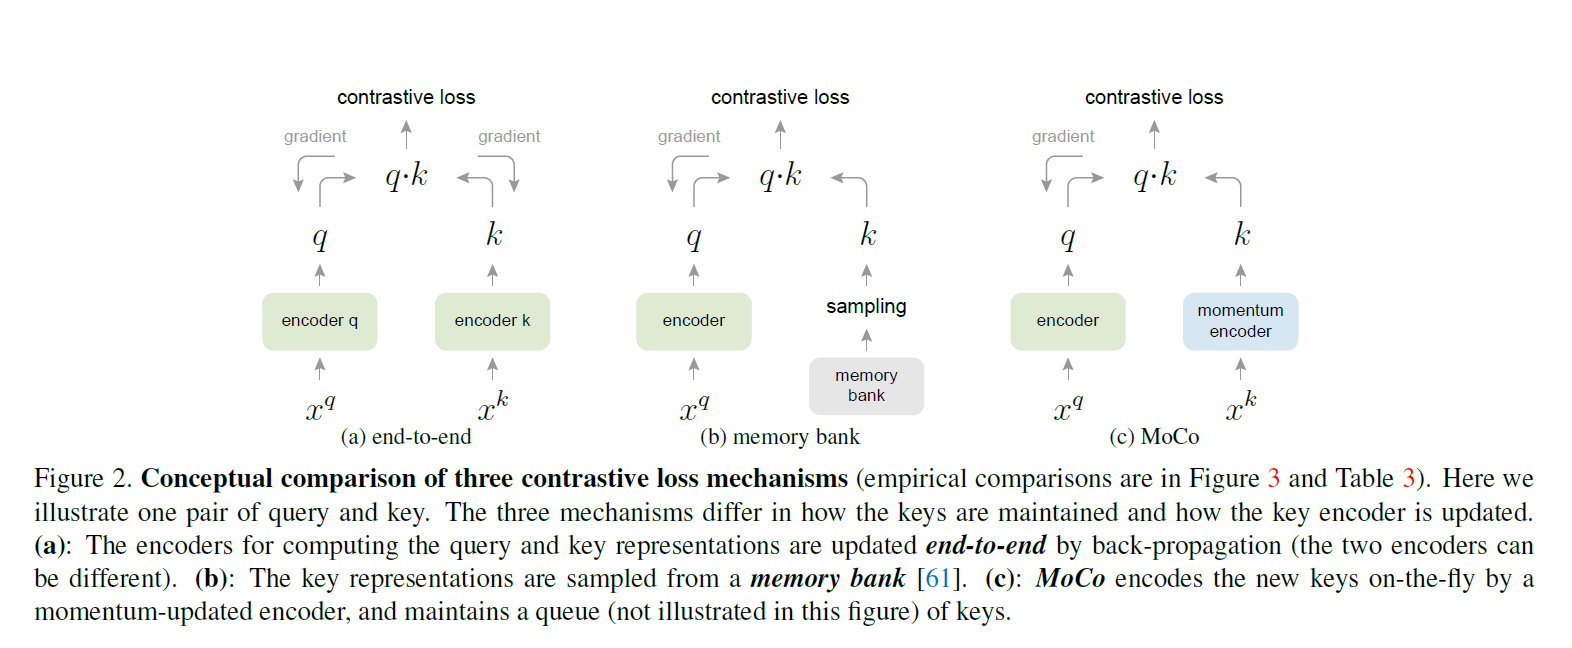 contrastive loss contrastive loss contrastive loss
gradient gradient gradient gradient
q·k q·k q·k
q k q k q k
encoder q encoder k encoder sampling encoder momentum encoder
memory bank
x^q x^k x^q x^q x^k
(a) end-to-end (b) memory bank (c) MoCo
Figure 2. Conceptual comparison of three contrastive loss mechanisms (empirical comparisons are in Figure 3 and Table 3). Here we
illustrate one pair of query and key. The three mechanisms differ in how the keys are maintained and how the key encoder is updated.
(a): The encoders for computing the query and key representations are updated end-to-end by back-propagation (the two encoders can
be different). (b): The key representations are sampled from a memory bank [61]. (c): MoCo encodes the new keys on-the-fly by a
momentum-updated encoder, and maintains a queue (not illustrated in this figure) of keys.